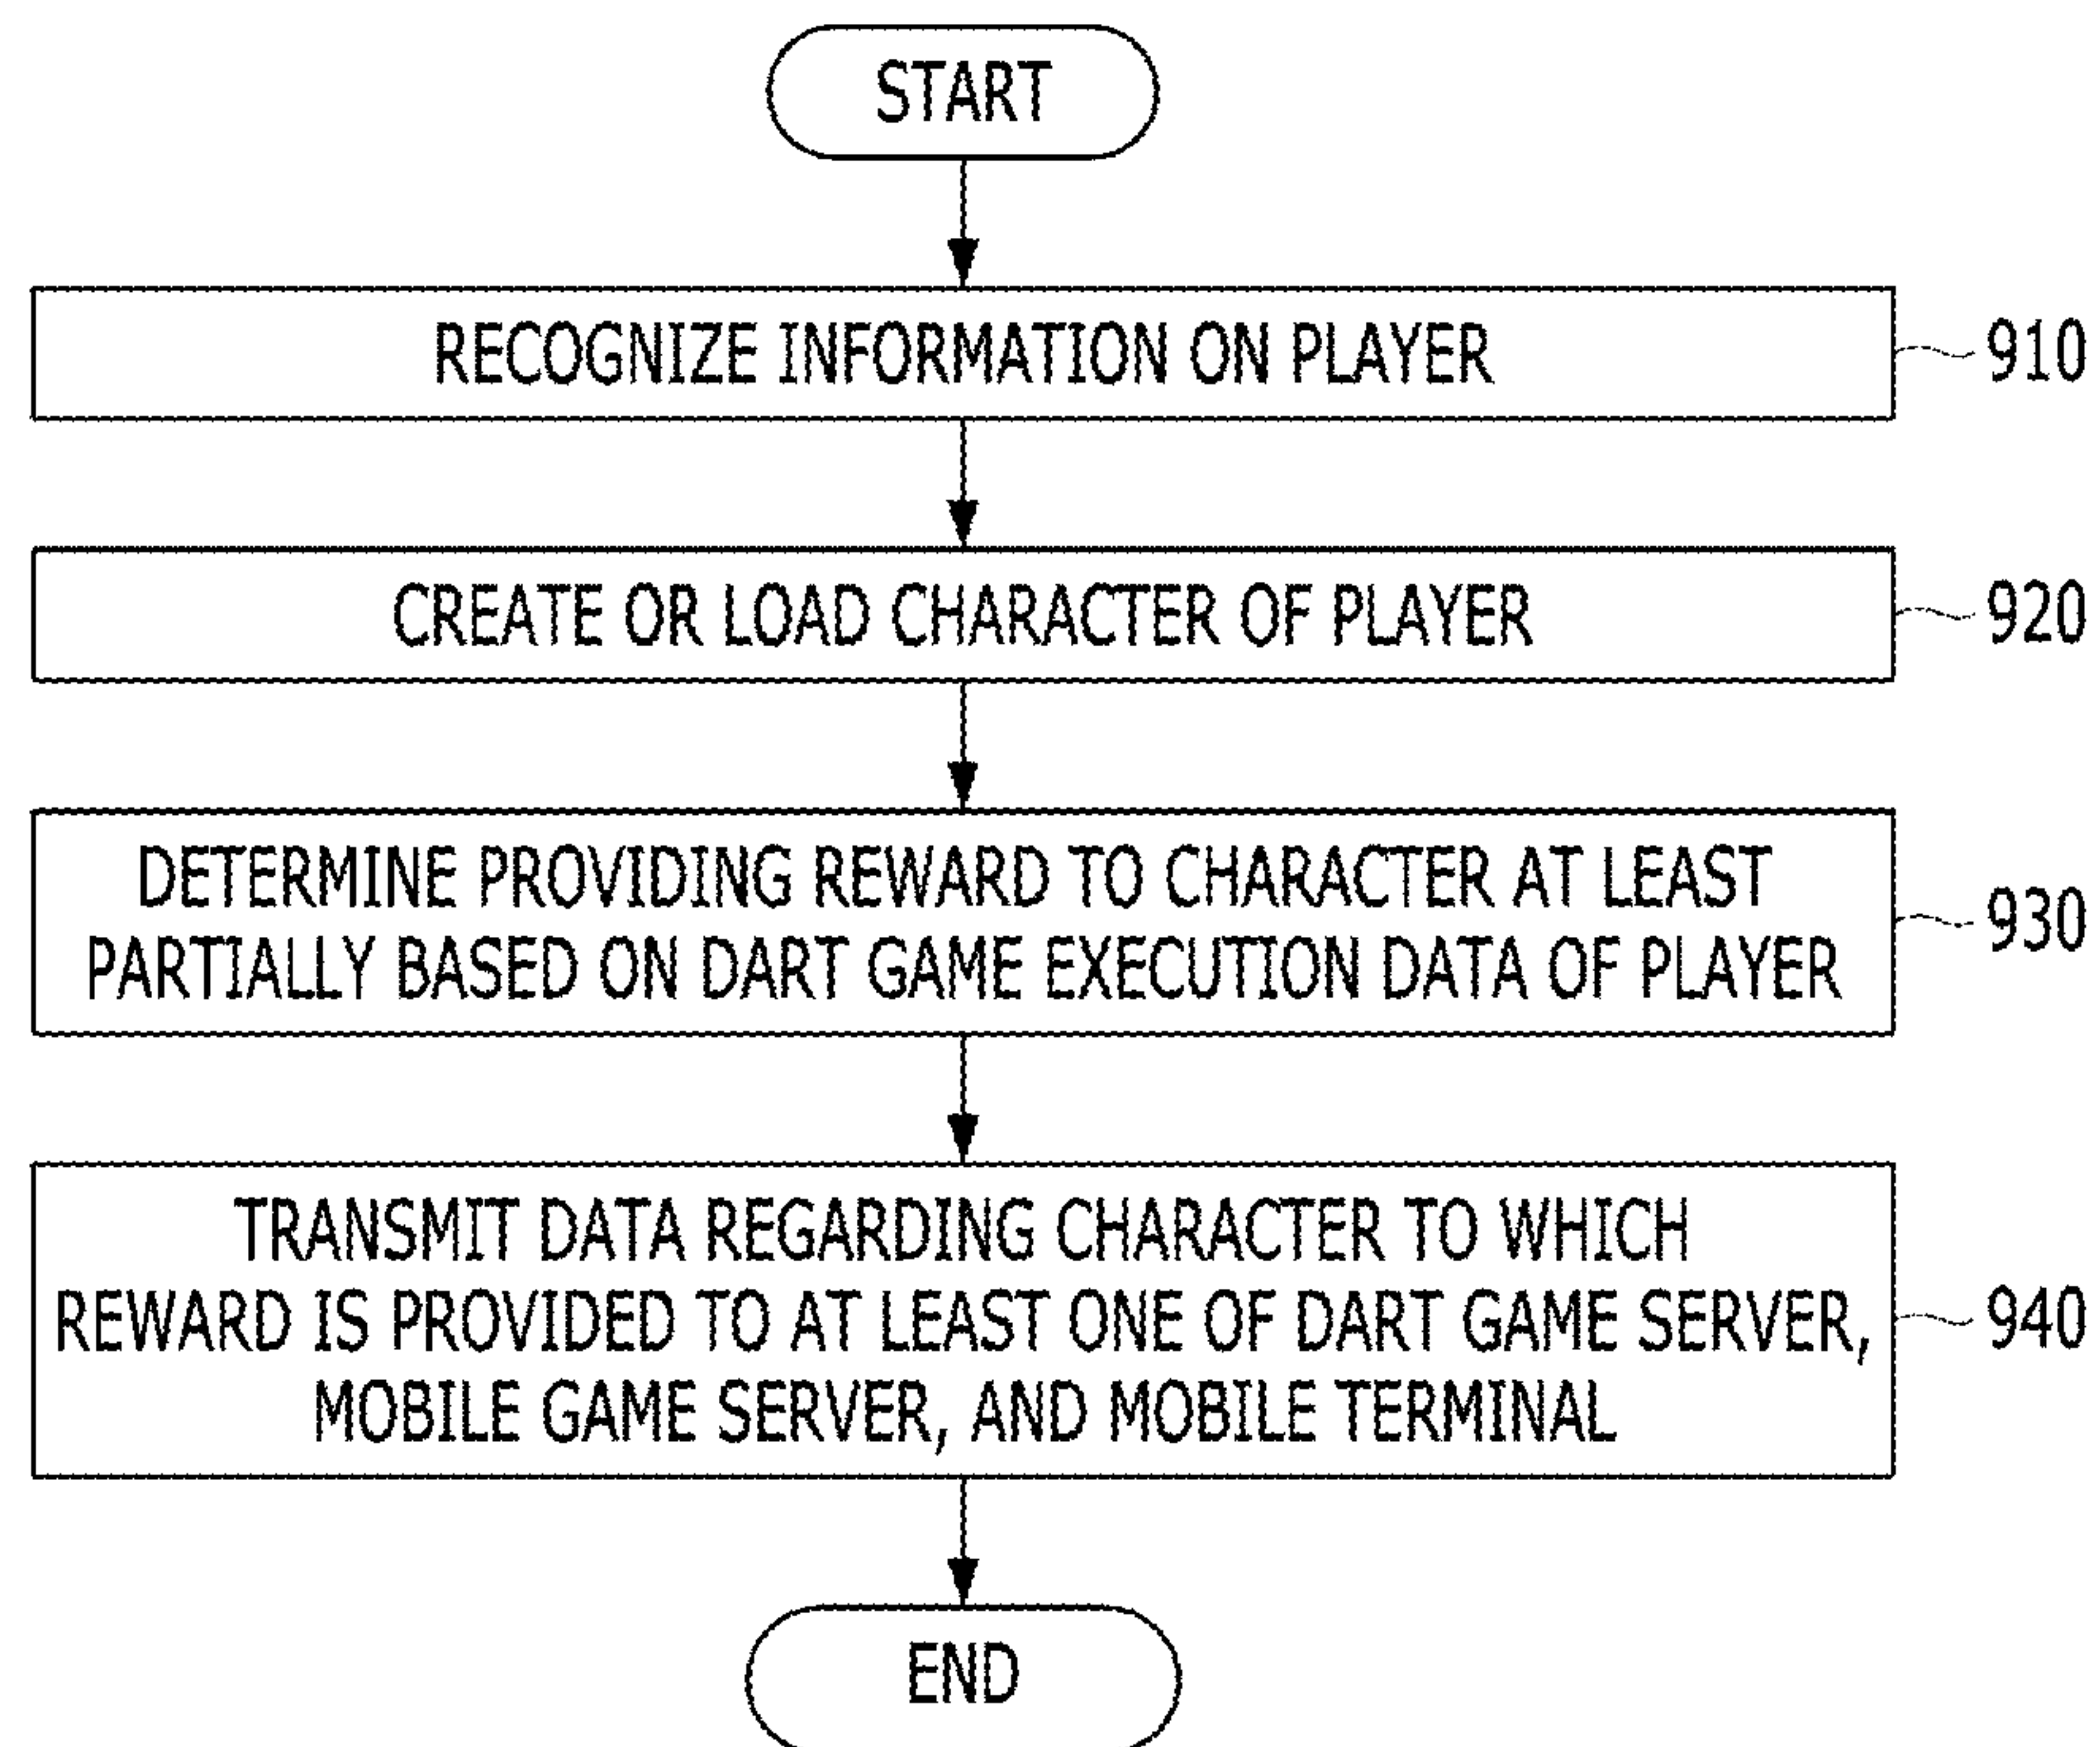 START
RECOGNIZE INFORMATION ON PLAYER
910
CREATE OR LOAD CHARACTER OF PLAYER
920
DETERMINE PROVIDING REWARD TO CHARACTER AT LEAST
PARTIALLY BASED ON DART GAME EXECUTION DATA OF PLAYER
930
TRANSMIT DATA REGARDING CHARACTER TO WHICH
REWARD IS PROVIDED TO AT LEAST ONE OF DART GAME SERVER,
MOBILE GAME SERVER, AND MOBILE TERMINAL
940
END